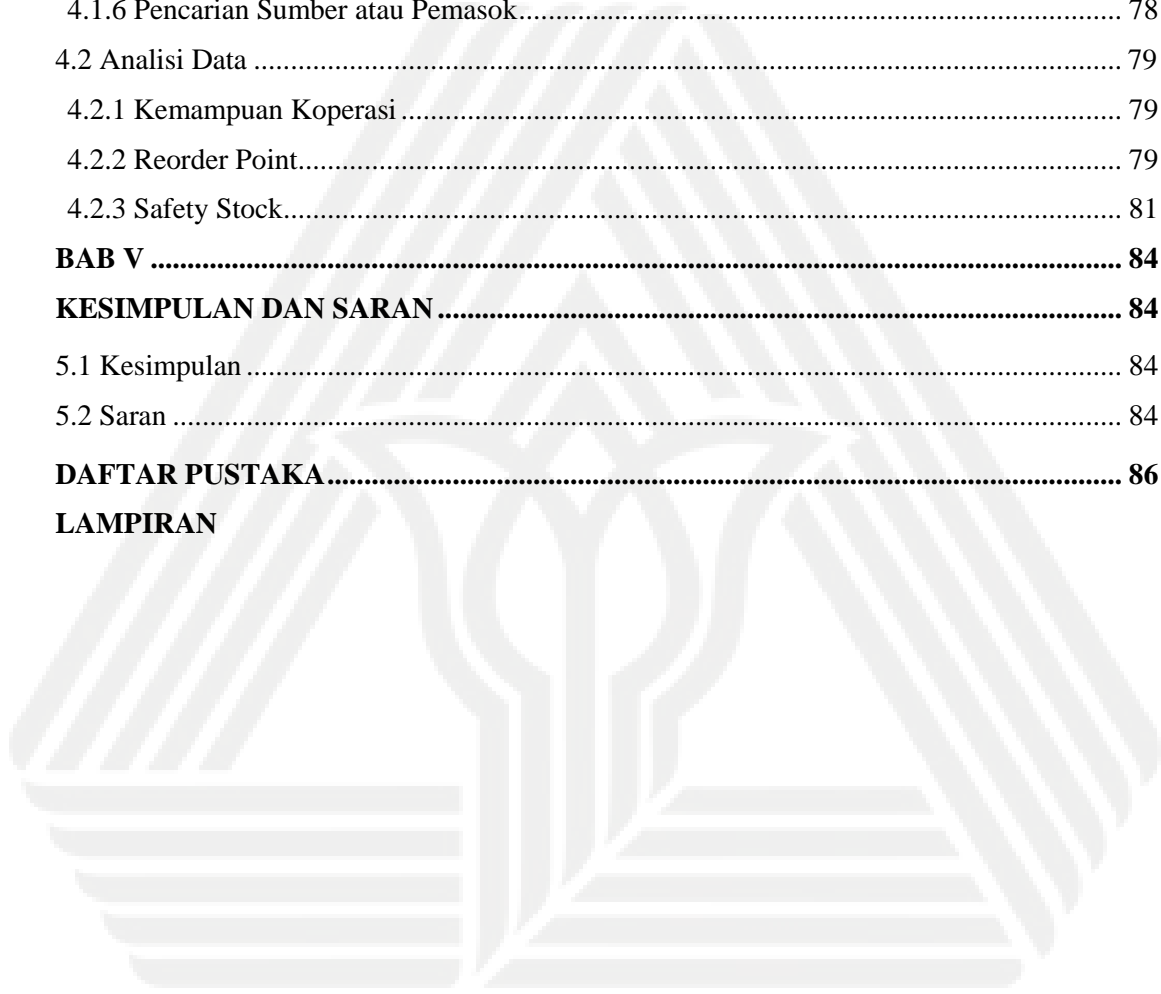 4.1.6 Pencarian Sumber atau Pemasok.................................................................................. 78
4.2 Analisi Data ...................................................................................................................... 79
4.2.1 Kemampuan Koperasi .................................................................................................. 79
4.2.2 Reorder Point................................................................................................................ 79
4.2.3 Safety Stock.................................................................................................................. 81
BAB V .................................................................................................................................... 84
KESIMPULAN DAN SARAN ............................................................................................. 84
5.1 Kesimpulan ....................................................................................................................... 84
5.2 Saran ................................................................................................................................. 84
DAFTAR PUSTAKA............................................................................................................ 86
LAMPIRAN